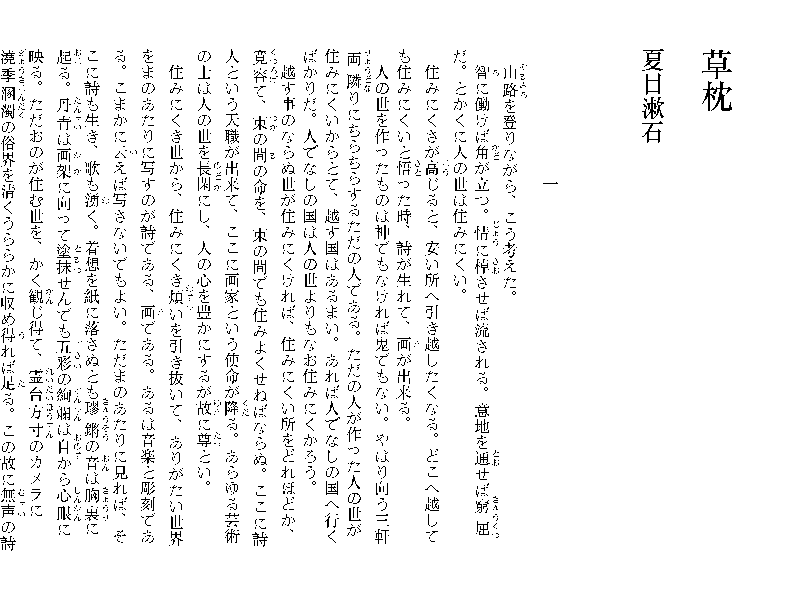 草枕
夏目漱石
一
山路を登りながら、こう考えた。
智に働けば角が立つ。情に棹させば流される。意地を通せば窮屈
だ。とかくに人の世は住みにくい。
住みにくさが高じると、安い所へ引き越したくなる。どこへ越して
も住みにくいと悟った時、詩が生れて、画が出来る。
人の世を作ったものは神でもなければ鬼でもない。やはり向う三軒
両隣りにちらちらするただの人である。ただの人が作った人の世が
住みにくいからとて、越す国はあるまい。あれば人でなしの国へ行く
ばかりだ。人でなしの国は人の世よりもなお住みにくかろう。
越す事のならぬ世が住みにくければ、住みにくい所をどれほどか、
寛容て、束の間の命を、束の間でも住みよくせねばならぬ。ここに詩
人という天職が出来て、ここに画家という使命が降る。あらゆる芸術
の士は人の世を長閑にし、人の心を豊かにするが故に尊とい。
住みにくき世から、住みにくき煩いを引き抜いて、ありがたい世界
をまのあたりに写すのが詩である、画である。あるは音楽と彫刻であ
る。こまかに云えば写さないでもよい。ただまのあたりに見れば、そ
こに詩も生き、歌も湧く。着想を紙に落さぬとも璆鏘の音は胸裏に
起る。丹青は画架に向って塗抹せんでも五彩の絢爛は自から心眼に
映る。ただおのが住む世を、かく観じ得て、霊台方寸のカメラに
澆季溷濁の俗界を清くうららかに収め得れば足る。この故に無声の詩